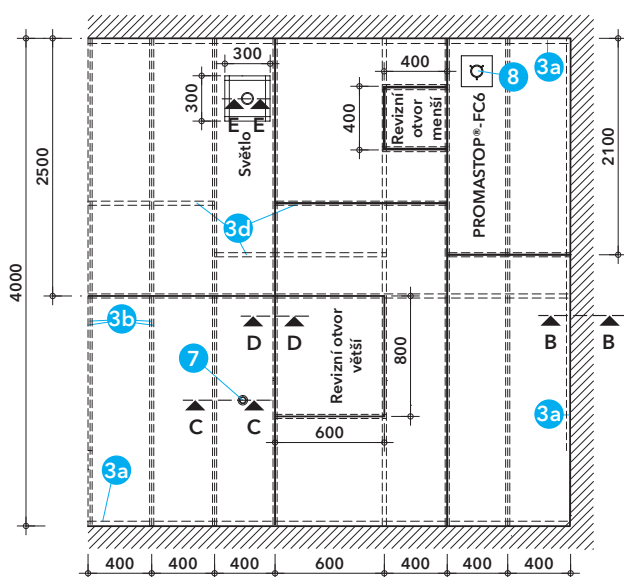 300
400
8
3a
300
E
E
Světlo
400
Revizní
otvor
menší
PROMASTOP®-FC6
2100
2500
4000
3d
3b
D
D
Revizní otvor
větší
800
B
B
7
C
C
600
3a
3a
400
400
400
600
400
400
400